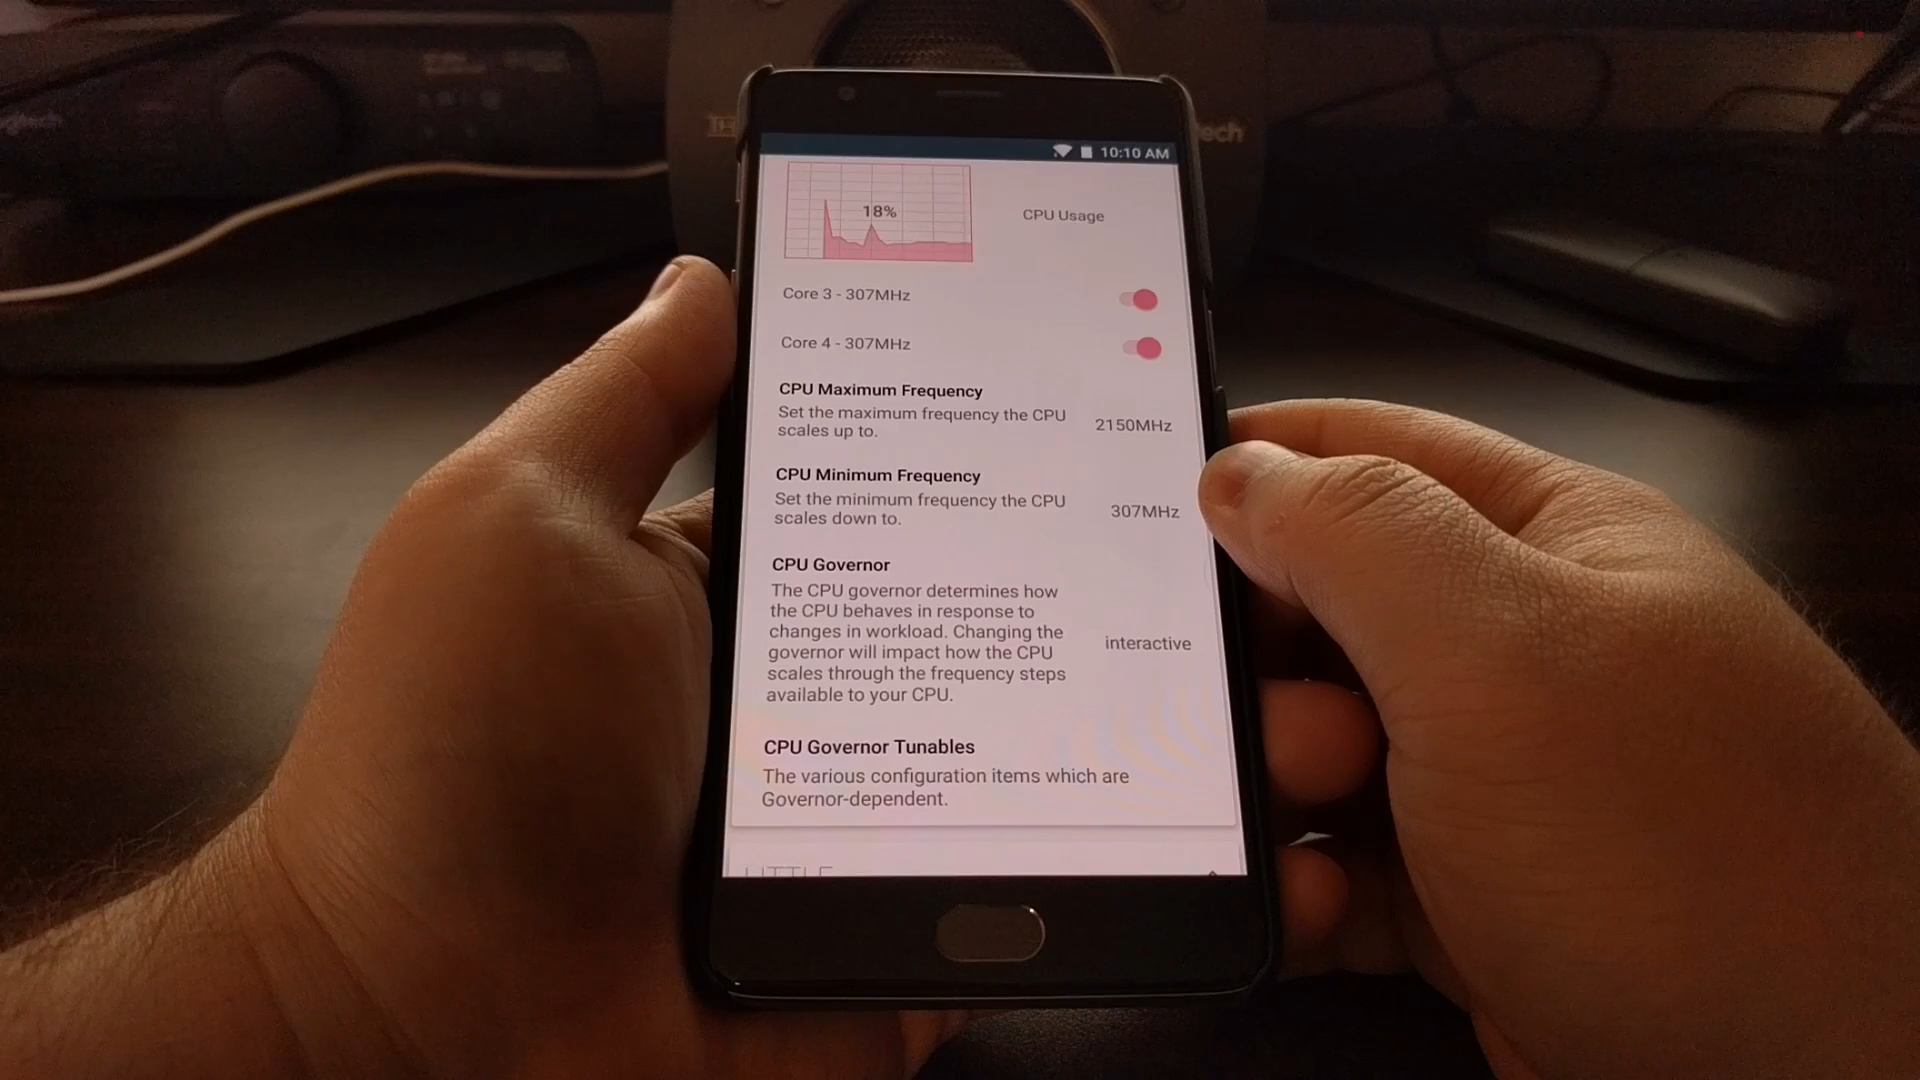 10:10 AM
18%
CPU Usage
Core 3 - 307MHz
Core 4 - 307MHz
CPU Maximum Frequency
Set the maximum frequency the CPU
scales up to.
2150MHz
CPU Minimum Frequency
Set the minimum frequency the CPU
scales down to.
307MHz
CPU Governor
The CPU governor determines how
the CPU behaves in response to
changes in workload. Changing the
governor will impact how the CPU
scales through the frequency steps
available to your CPU.
interactive
CPU Governor Tunables
The various configuration items which are
Governor-dependent.
LITTLE